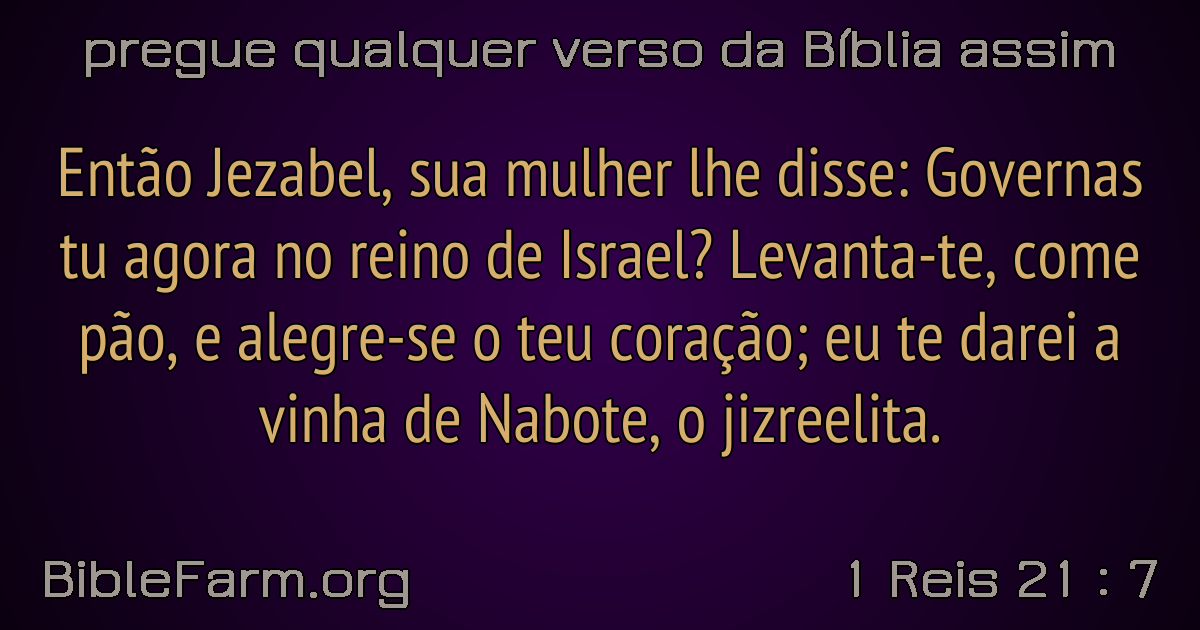 pregue qualquer verso da Bíblia assim
Então Jezabel, sua mulher lhe disse: Governas
tu agora no reino de Israel? Levanta-te, come
pão, e alegre-se o teu coração; eu te darei a
vinha de Nabote, o jizreelita.
BibleFarm.org
1 Reis 21 : 7